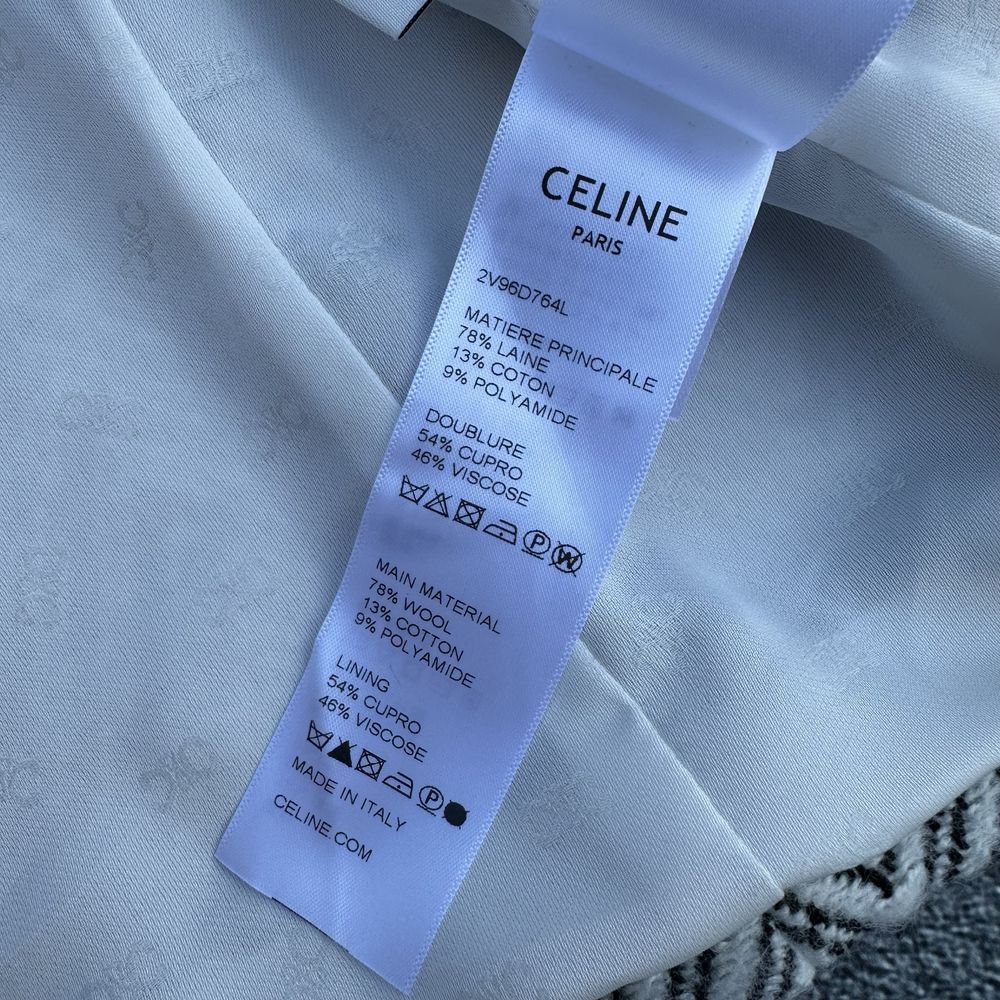 CELINE
PARIS
2V96D764L
MATIERE PRINCIPALE
78% LAINE
13% COTON
9% POLYAMIDE
DOUBLURE
54% CUPRO
46% VISCOSE
P W
MAIN MATERIAL
78% WOOL
13% COTTON
9% POLYAMIDE
LINING
54% CUPRO
46% VISCOSE
P
MADE IN ITALY
CELINE.COM